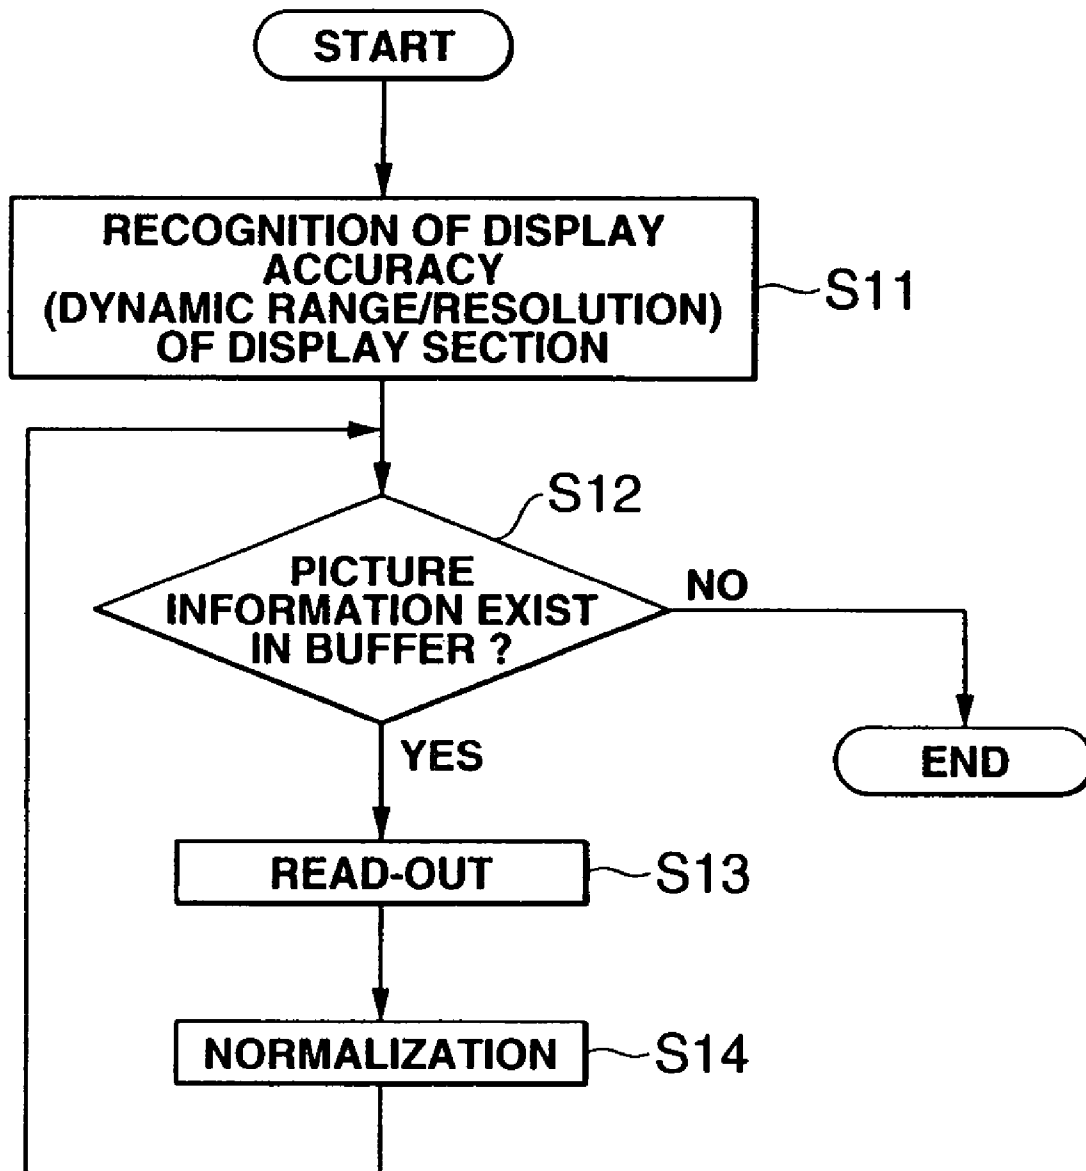 START
RECOGNITION OF DISPLAY
ACCURACY
(DYNAMIC RANGE/RESOLUTION)
OF DISPLAY SECTION
S11
S12
PICTURE
INFORMATION EXIST
IN BUFFER ?
NO
YES
END
READ-OUT
S13
NORMALIZATION
S14